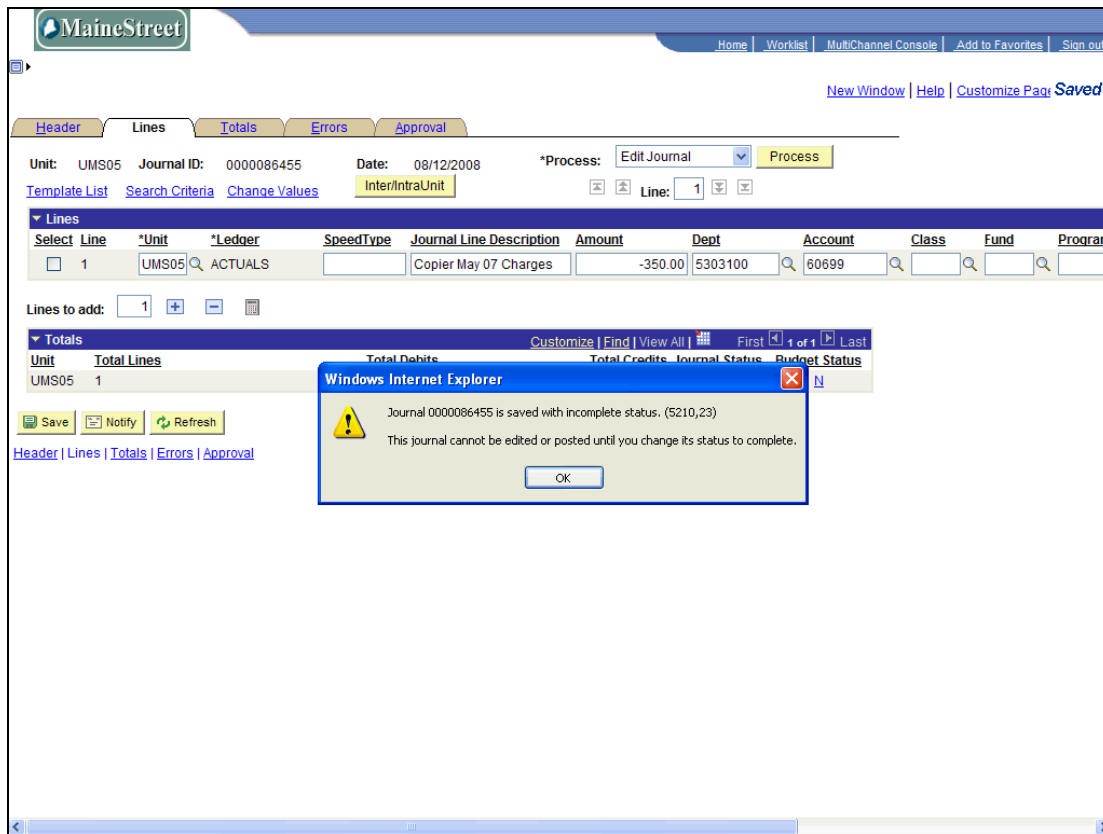 MaineStreet
Home | Worklist | MultiChannel Console | Add to Favorites | Sign out
New Window | Help | Customize Page Saved
Header Lines Totals Errors Approval
Unit: UMS05 Journal ID: 0000086455 Date: 08/12/2008 *Process: Edit Journal Process
Template List Search Criteria Change Values Inter/IntraUnit Line: 1
Lines
Select Line *Unit *Ledger SpeedType Journal Line Description Amount Dept Account Class Fund Program
1 UMS05 ACTUALS Copier May 07 Charges -350.00 5303100 60699
Lines to add: 1
Totals Customize | Find | View All | First 1 of 1 Last
Unit Total Lines Total Debits Total Credits Journal Status Budget Status
UMS05 1 N
Windows Internet Explorer
Journal 0000086455 is saved with incomplete status. (5210,23)
This journal cannot be edited or posted until you change its status to complete.
OK
Save Notify Refresh
Header | Lines | Totals | Errors | Approval